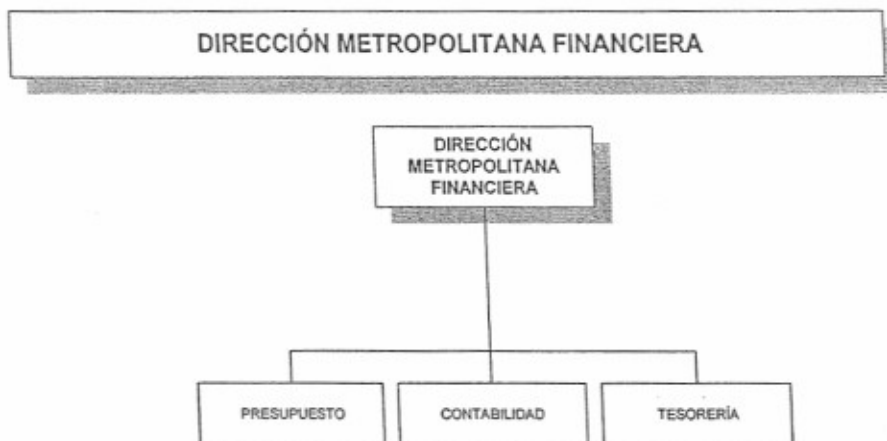 DIRECCIÓN METROPOLITANA FINANCIERA
DIRECCIÓN
METROPOLITANA
FINANCIERA
PRESUPUESTO
CONTABILIDAD
TESORERÍA